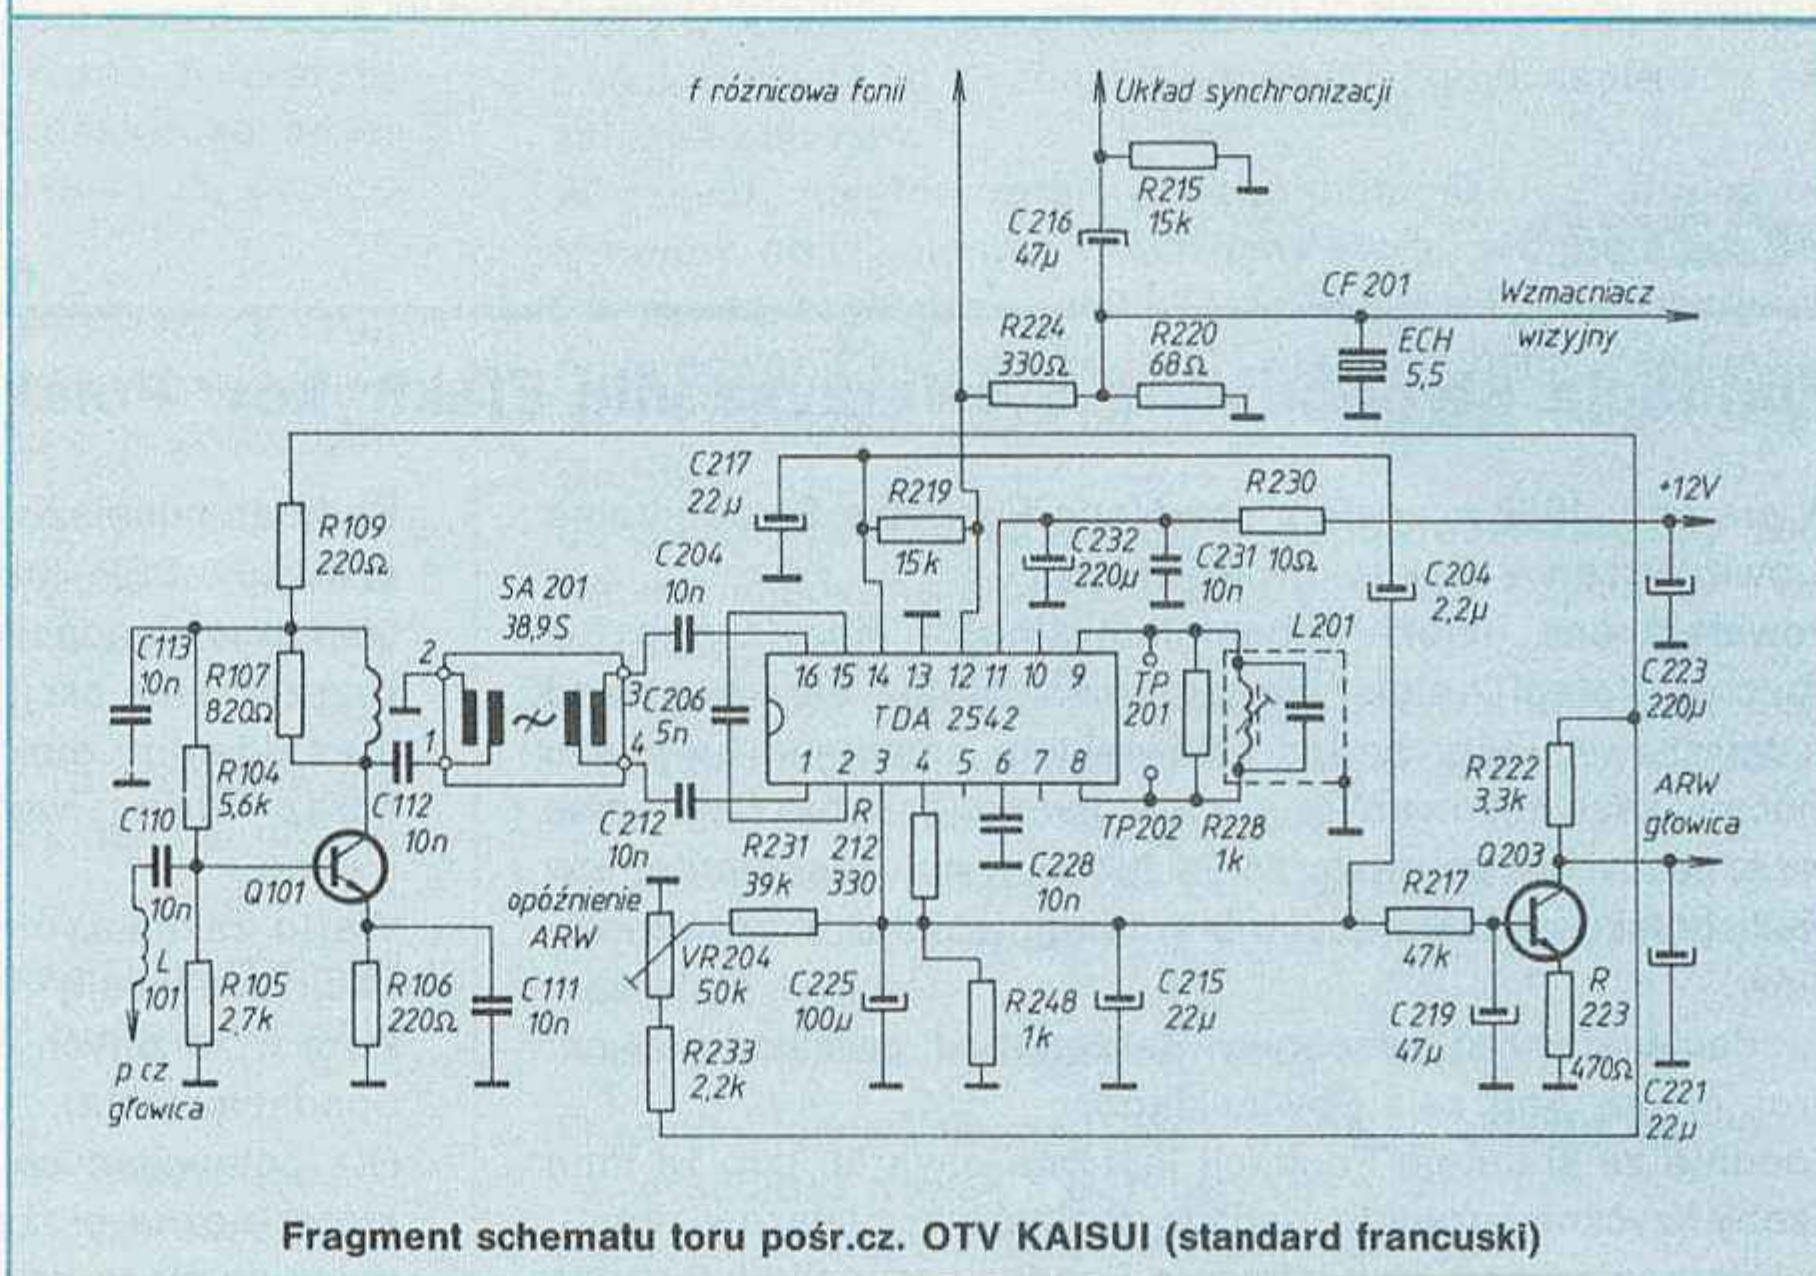 f róznicowa fonii
Układ synchronizacji
R215
15k
C216
47µ
CF 201
Wzmacniacz
wizyjny
ECH
5,5
R224
330Ω
R220
68Ω
C217
22µ
R219
15k
R230
10Ω
+12V
R109
220Ω
C204
10n
C232
220µ
C231
10n
C204
2,2µ
SA 201
38,9S
L201
C113
10n
R107
820Ω
2
3
C206
5n
16 15 14 13 12 11 10 9
TDA 2542
1 2 3 4 5 6 7 8
TP
201
C223
220µ
1
4
R104
5,6k
C110
10n
C112
10n
C212
10n
R231
39k
R
212
330
C228
10n
TP202
R228
1k
R222
3,3k
ARW
głowica
Q203
Q101
opóźnienie
ARW
R217
47k
L
101
R105
2,7k
R106
220Ω
C111
10n
VR204
50k
C225
100µ
R248
1k
C215
22µ
C219
47µ
R
223
470Ω
R233
2,2k
C221
22µ
p cz
głowica
Fragment schematu toru pośr.cz. OTV KAISUI (standard francuski)